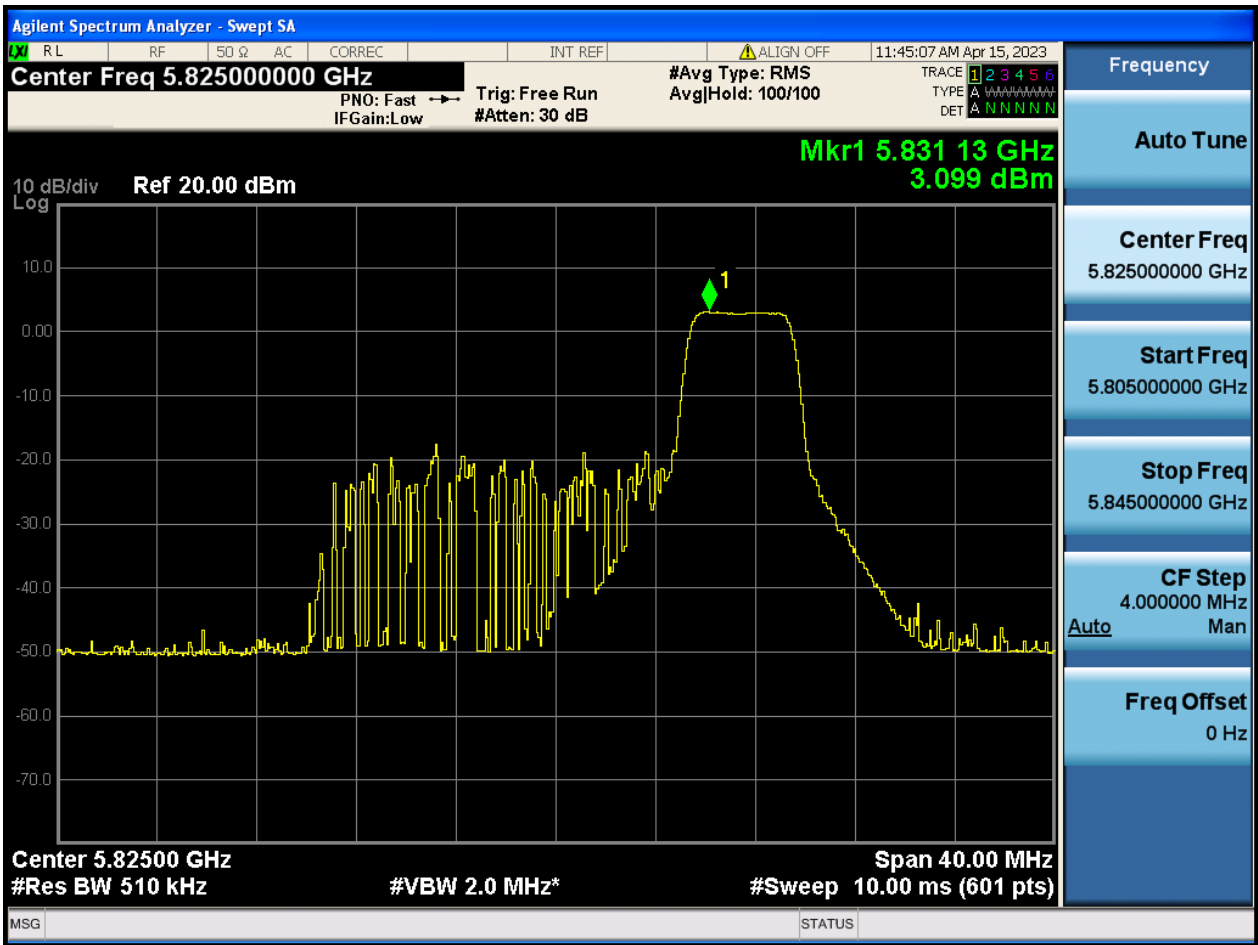 Agilent Spectrum Analyzer - Swept SA
LXI RL RF 50 Ω AC CORREC INT REF ALIGN OFF 11:45:07 AM Apr 15, 2023
Center Freq 5.825000000 GHz
PNO: Fast
IFGain:Low
Trig: Free Run
#Atten: 30 dB
#Avg Type: RMS
Avg|Hold: 100/100
TRACE 1 2 3 4 5 6
TYPE A WWWWW
DET A N N N N N
Mkr1 5.831 13 GHz
3.099 dBm
10 dB/div Ref 20.00 dBm
Log
10.0
0.00
-10.0
-20.0
-30.0
-40.0
-50.0
-60.0
-70.0
1
Center 5.82500 GHz Span 40.00 MHz
#Res BW 510 kHz #VBW 2.0 MHz* #Sweep 10.00 ms (601 pts)
MSG STATUS
Frequency
Auto Tune
Center Freq
5.825000000 GHz
Start Freq
5.805000000 GHz
Stop Freq
5.845000000 GHz
CF Step
4.000000 MHz
Auto Man
Freq Offset
0 Hz